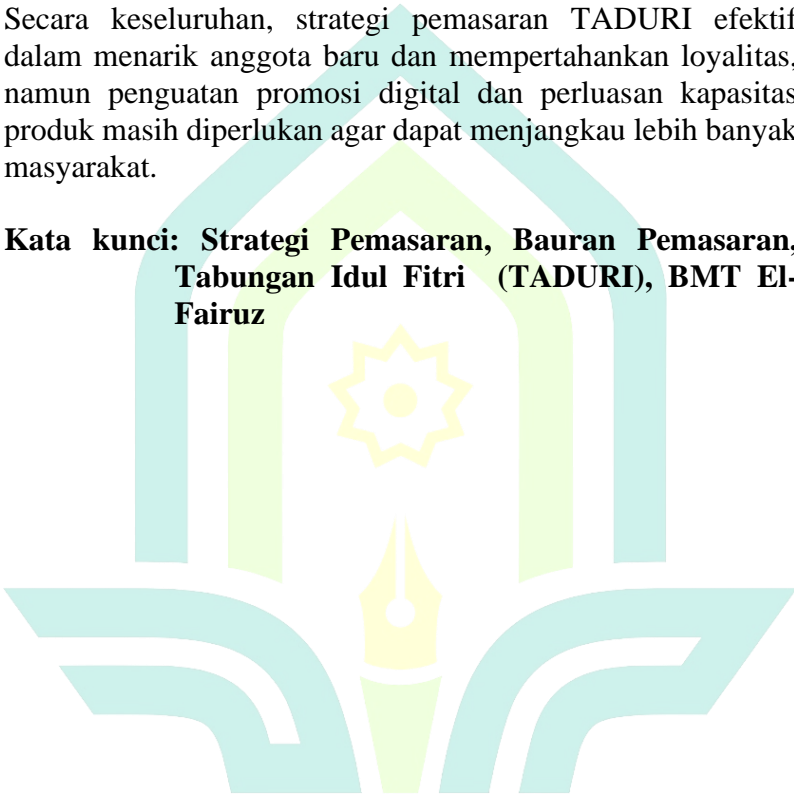 Secara keseluruhan, strategi pemasaran TADURI efektif
dalam menarik anggota baru dan mempertahankan loyalitas,
namun penguatan promosi digital dan perluasan kapasitas
produk masih diperlukan agar dapat menjangkau lebih banyak
masyarakat.
Kata kunci: Strategi Pemasaran, Bauran Pemasaran,
Tabungan Idul Fitri (TADURI), BMT El-
Fairuz